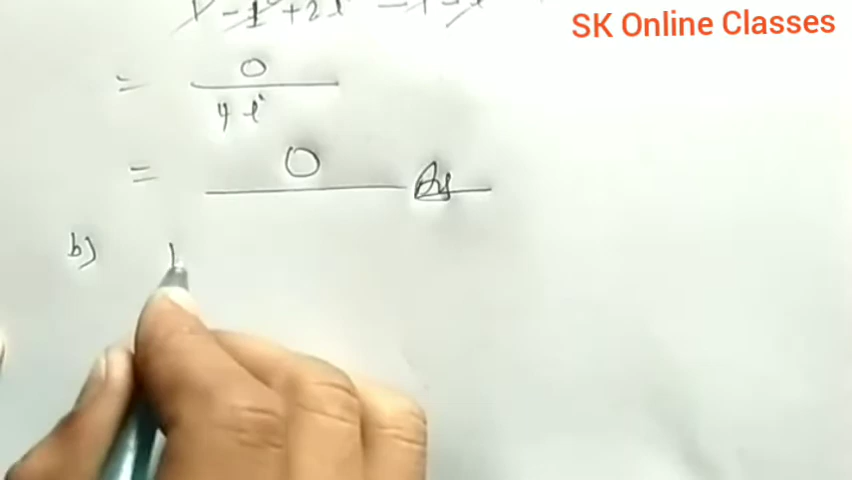 SK Online Classes
= 0 / 4i
= 0 Ans
b)